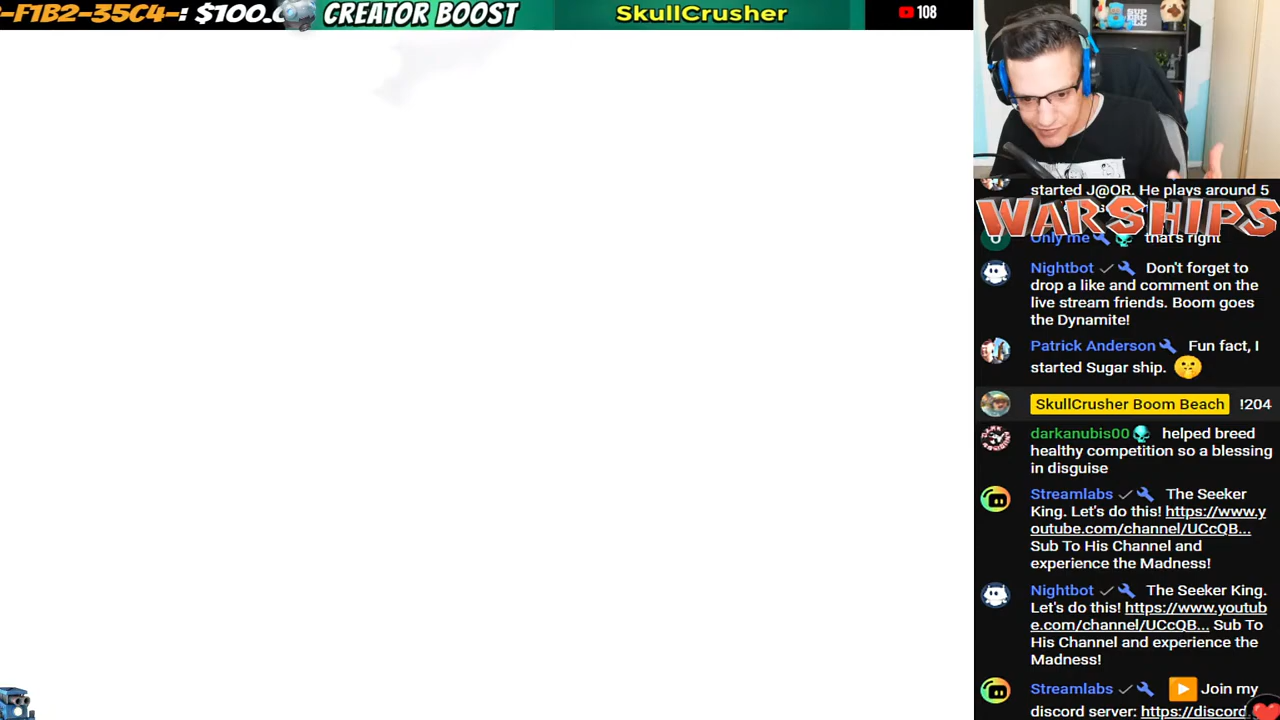 -F1B2-35C4-: $100.0
CREATOR BOOST
SkullCrusher
108
SUP
ERC
ELL
started J@OR. He plays around 5
WARSHIPS
Only me that's right
Nightbot Don't forget to
drop a like and comment on the
live stream friends. Boom goes
the Dynamite!
Patrick Anderson Fun fact, I
started Sugar ship.
SkullCrusher Boom Beach !204
darkanubis00 helped breed
healthy competition so a blessing
in disguise
Streamlabs The Seeker
King. Let's do this! https://www.y
outube.com/channel/UCcQB...
Sub To His Channel and
experience the Madness!
Nightbot The Seeker King.
Let's do this! https://www.youtub
e.com/channel/UCcQB... Sub To
His Channel and experience the
Madness!
Streamlabs Join my
discord server: https://discord.